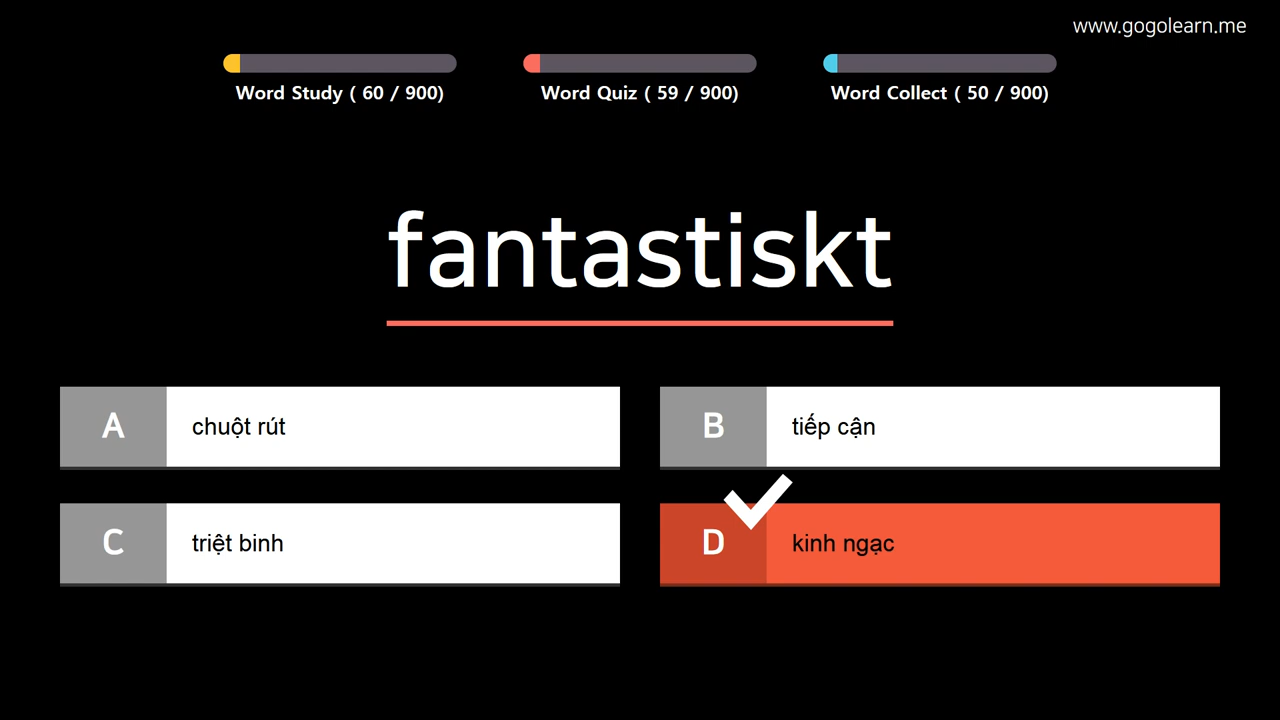 www.gogolearn.me
Word Study ( 60 / 900)
Word Quiz ( 59 / 900)
Word Collect ( 50 / 900)
fantastiskt
A chuột rút
B tiếp cận
C triệt binh
D kinh ngạc